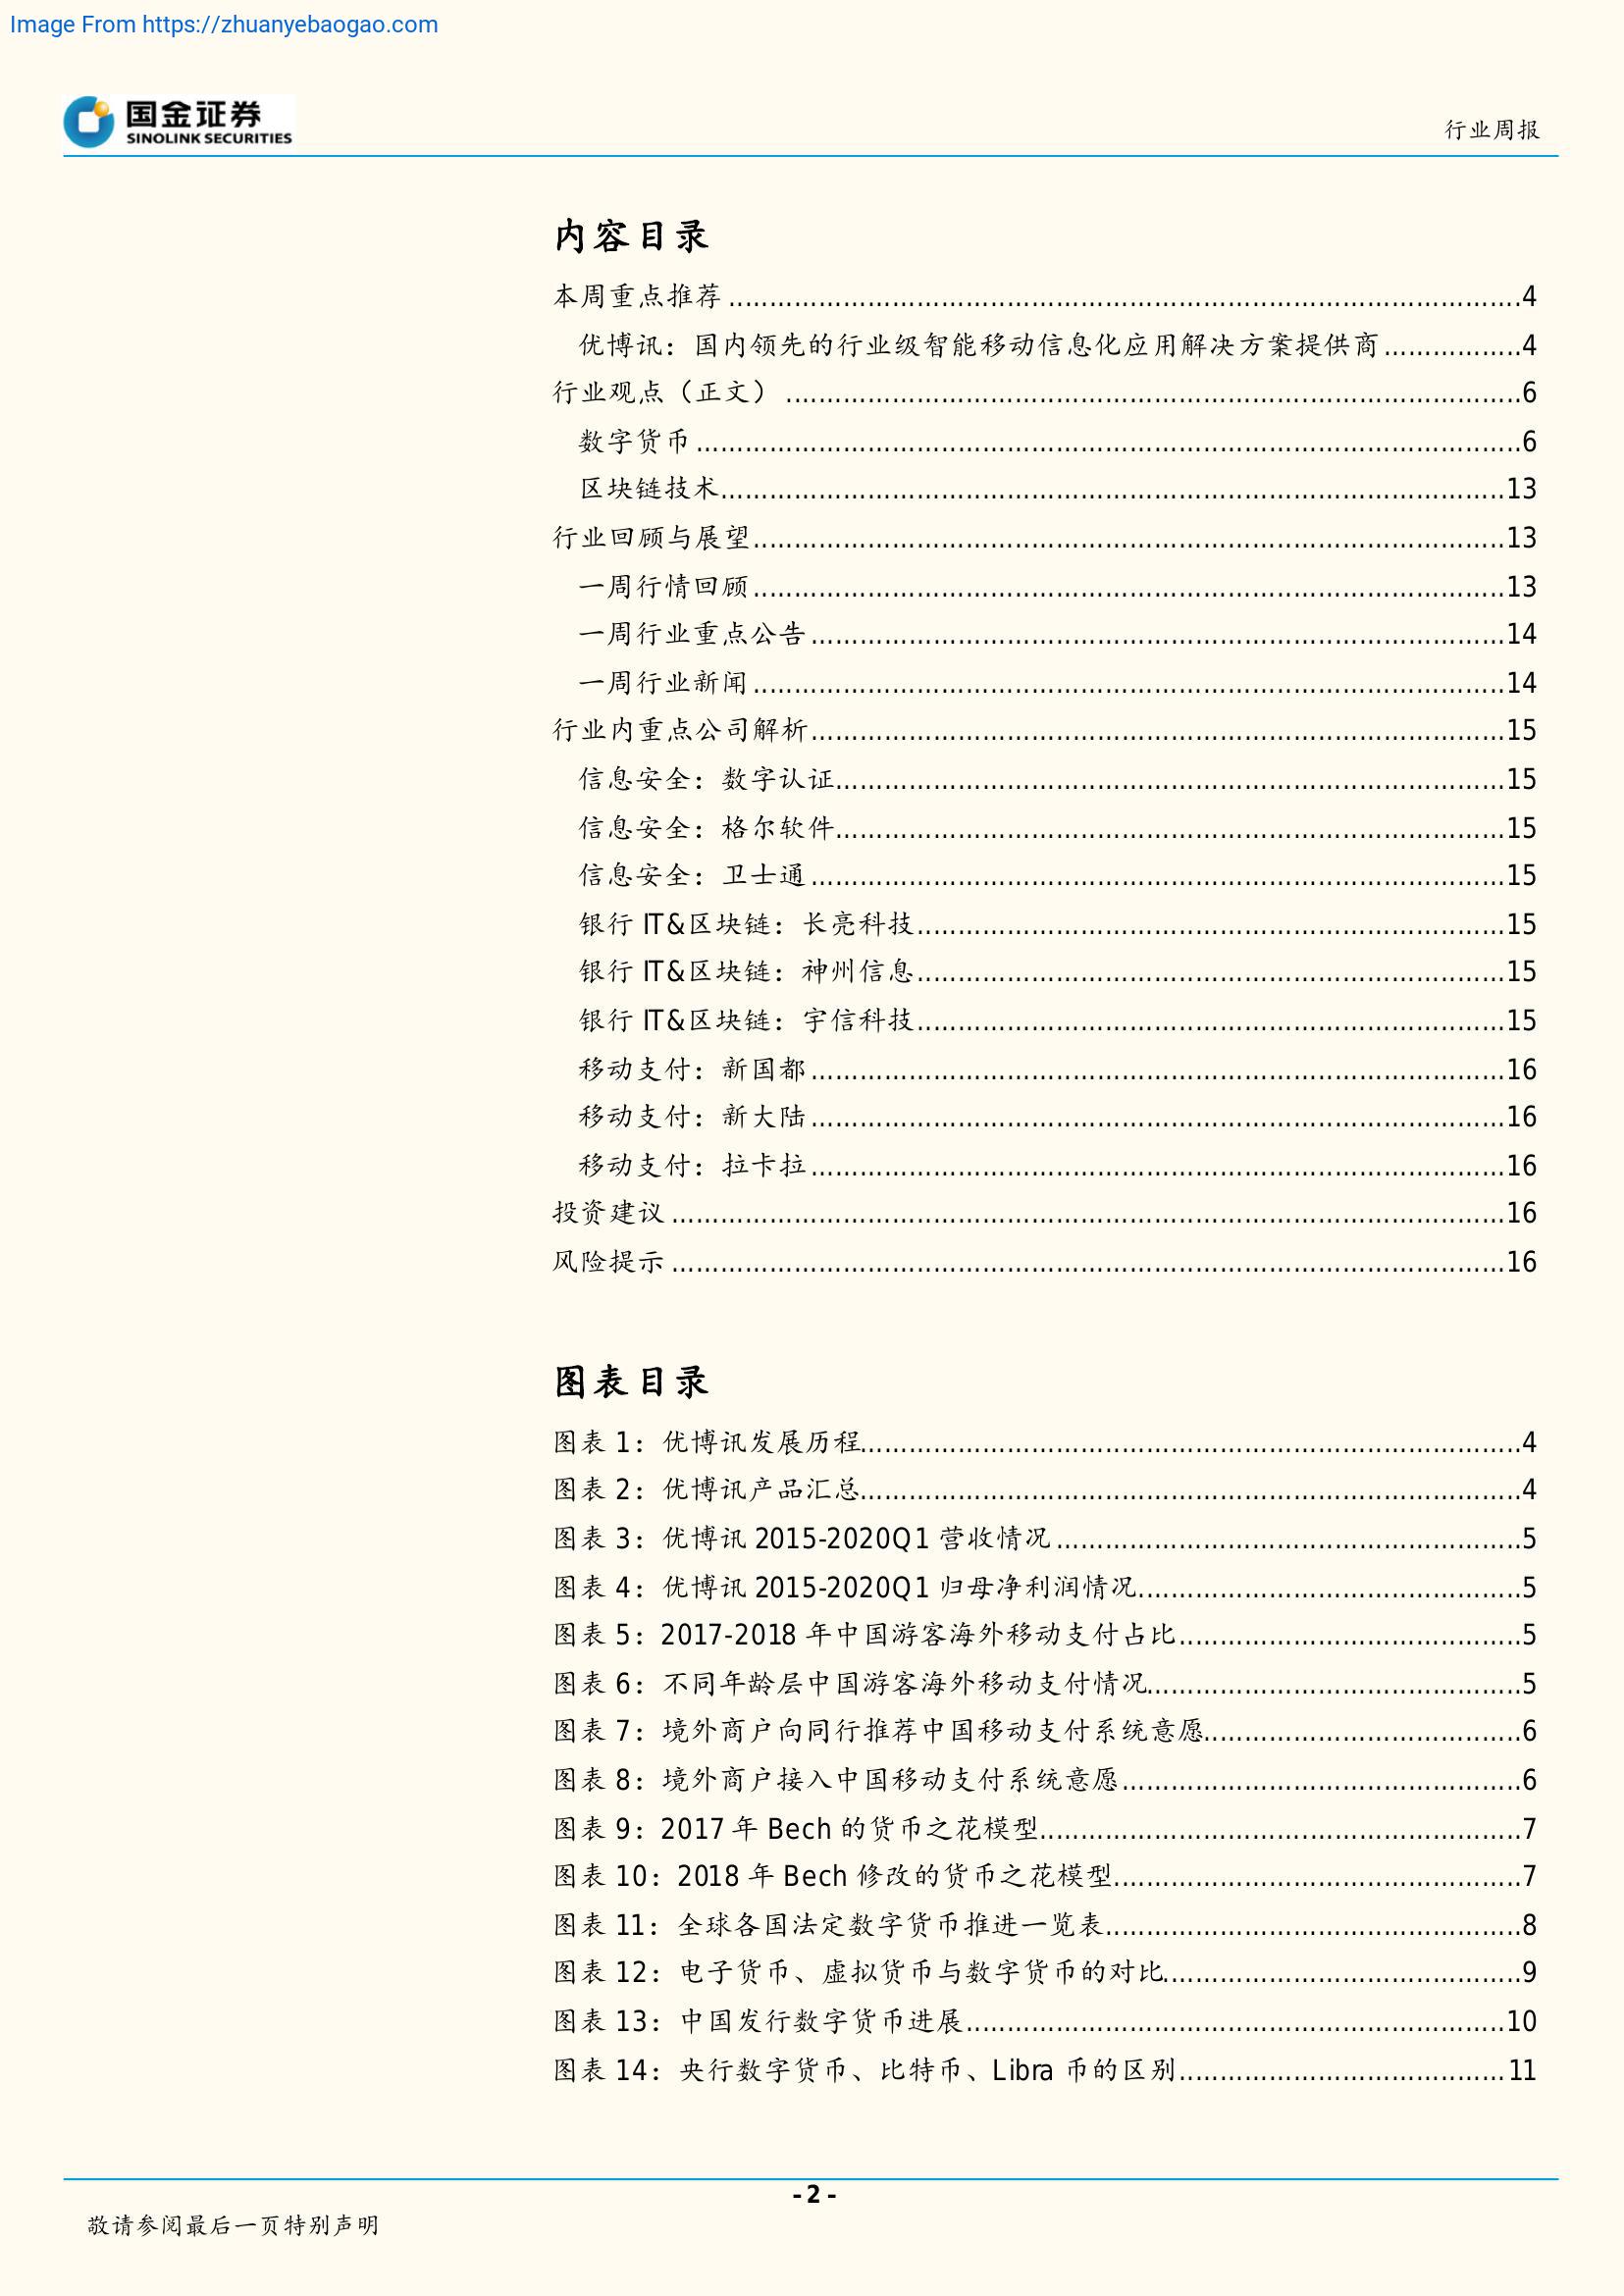 Image From https://zhuanyebaogao.com
国金证券
SINOLINK SECURITIES
行业周报
内容目录
本周重点推荐 ........ 4
优博讯：国内领先的行业级智能移动信息化应用解决方案提供商 ........ 4
行业观点（正文） ........ 6
数字货币 ........ 6
区块链技术 ........ 13
行业回顾与展望 ........ 13
一周行情回顾 ........ 13
一周行业重点公告 ........ 14
一周行业新闻 ........ 14
行业内重点公司解析 ........ 15
信息安全：数字认证 ........ 15
信息安全：格尔软件 ........ 15
信息安全：卫士通 ........ 15
银行 IT&区块链：长亮科技 ........ 15
银行 IT&区块链：神州信息 ........ 15
银行 IT&区块链：宇信科技 ........ 15
移动支付：新国都 ........ 16
移动支付：新大陆 ........ 16
移动支付：拉卡拉 ........ 16
投资建议 ........ 16
风险提示 ........ 16
图表目录
图表 1：优博讯发展历程 ........ 4
图表 2：优博讯产品汇总 ........ 4
图表 3：优博讯 2015-2020Q1 营收情况 ........ 5
图表 4：优博讯 2015-2020Q1 归母净利润情况 ........ 5
图表 5：2017-2018 年中国游客海外移动支付占比 ........ 5
图表 6：不同年龄层中国游客海外移动支付情况 ........ 5
图表 7：境外商户向同行推荐中国移动支付系统意愿 ........ 6
图表 8：境外商户接入中国移动支付系统意愿 ........ 6
图表 9：2017 年 Bech 的货币之花模型 ........ 7
图表 10：2018 年 Bech 修改的货币之花模型 ........ 7
图表 11：全球各国法定数字货币推进一览表 ........ 8
图表 12：电子货币、虚拟货币与数字货币的对比 ........ 9
图表 13：中国发行数字货币进展 ........ 10
图表 14：央行数字货币、比特币、Libra 币的区别 ........ 11
- 2 -
敬请参阅最后一页特别声明